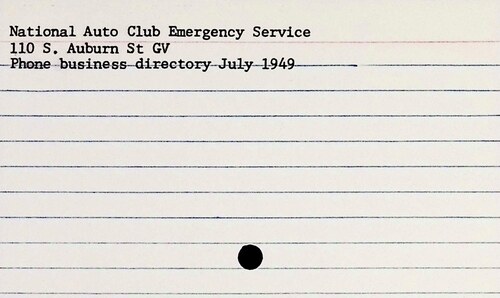 National Auto Club Emergency Service
110 S. Auburn St GV
Phone business directory July 1949